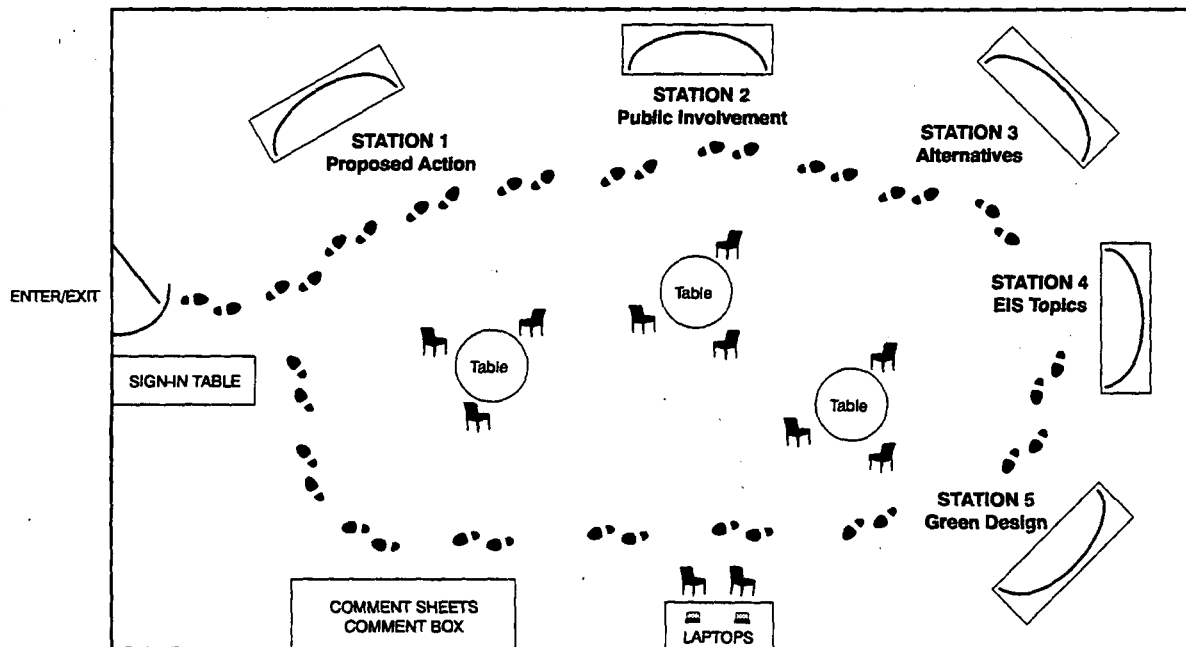 STATION 1
Proposed Action
STATION 2
Public Involvement
STATION 3
Alternatives
ENTER/EXIT
STATION 4
EIS Topics
SIGN-IN TABLE
Table
Table
Table
STATION 5
Green Design
COMMENT SHEETS
COMMENT BOX
LAPTOPS